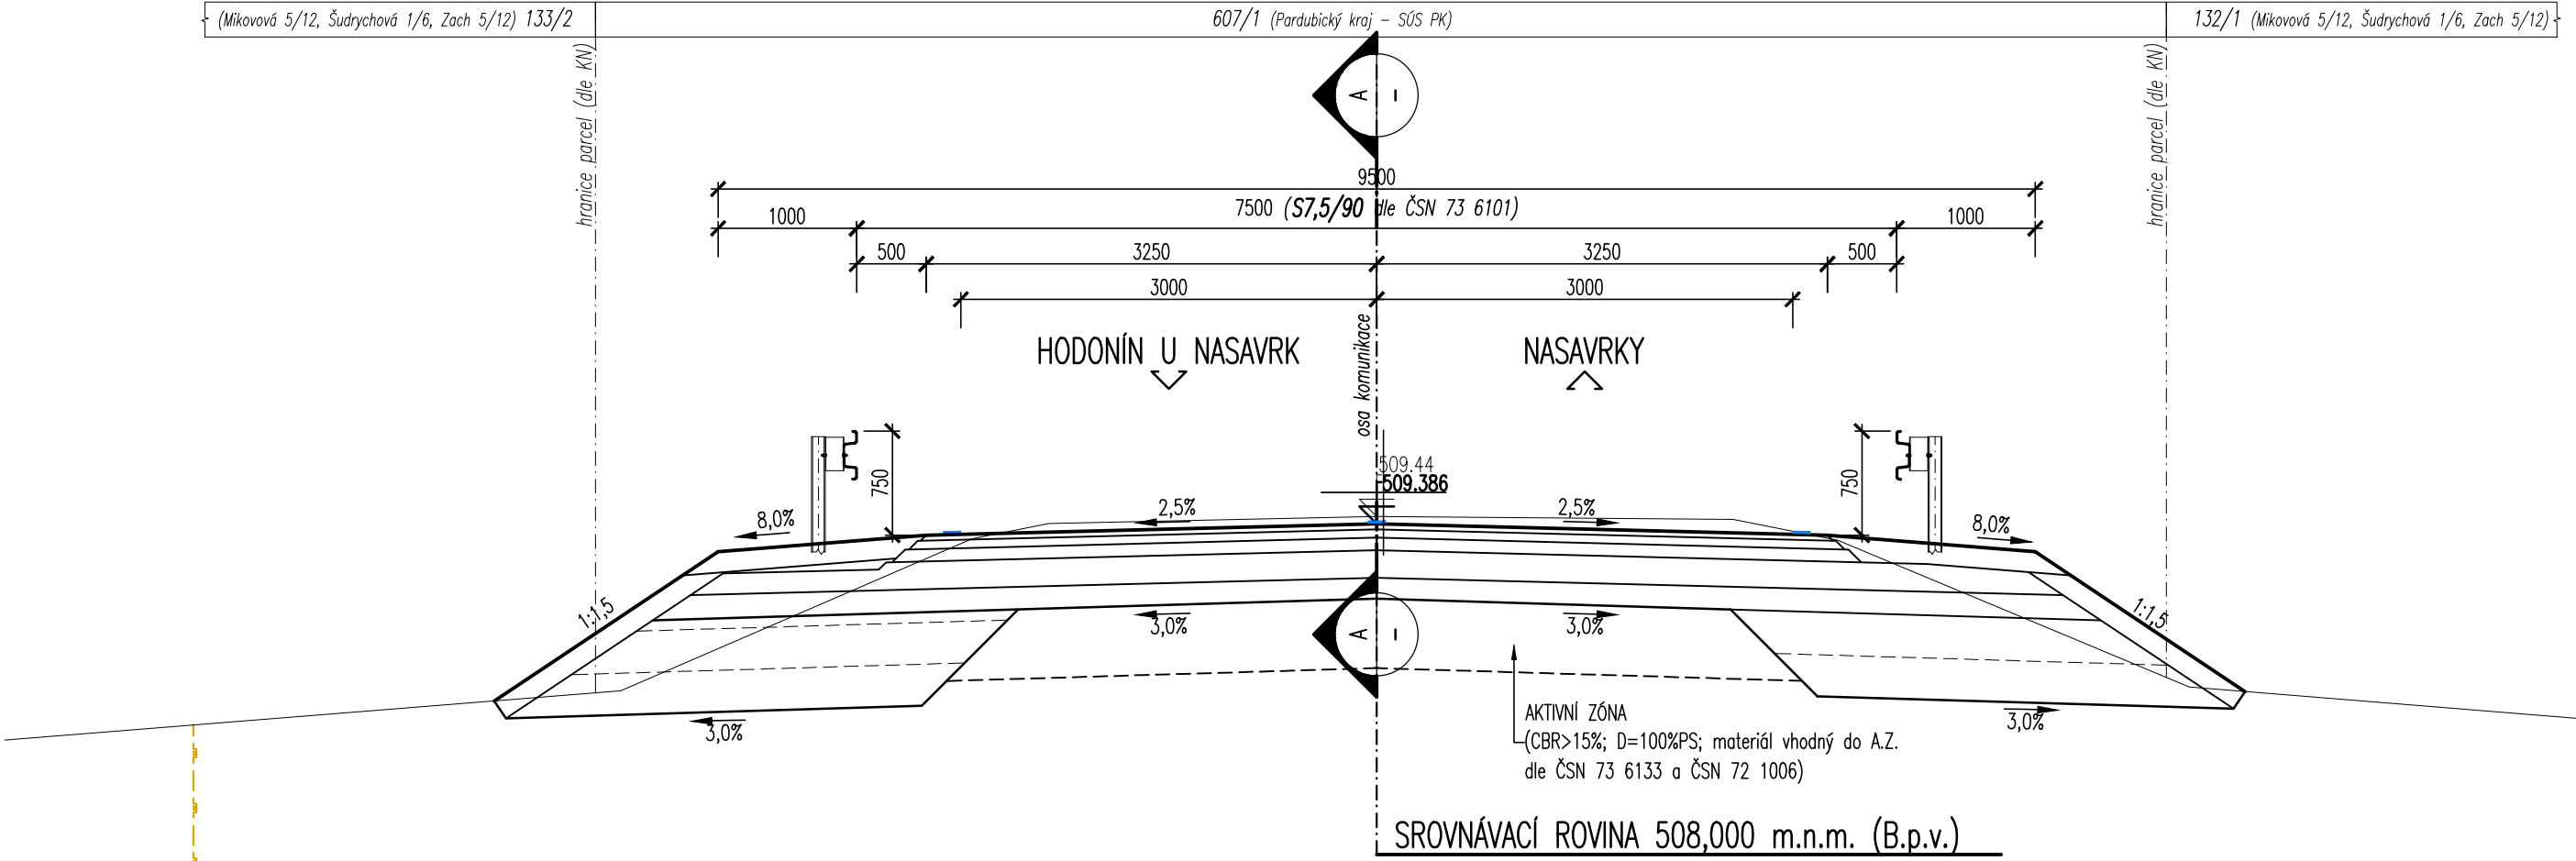 (Mikovová 5/12, Šudrychová 1/6, Zach 5/12) 133/2
607/1 (Pardubický kraj – SÚS PK)
132/1 (Mikovová 5/12, Šudrychová 1/6, Zach 5/12)
hranice parcel (dle KN)
hranice parcel (dle KN)
A
–
9500
1000
7500 (S7,5/90 dle ČSN 73 6101)
1000
500
3250
3250
500
3000
3000
HODONÍN U NASAVRK
NASAVRKY
osa komunikace
750
750
509.44
509.386
8,0%
2,5%
2,5%
8,0%
1:1,5
1:1,5
3,0%
3,0%
A
–
3,0%
3,0%
AKTIVNÍ ZÓNA
(CBR>15%; D=100%PS; materiál vhodný do A.Z.
dle ČSN 73 6133 a ČSN 72 1006)
SROVNÁVACÍ ROVINA 508,000 m.n.m. (B.p.v.)